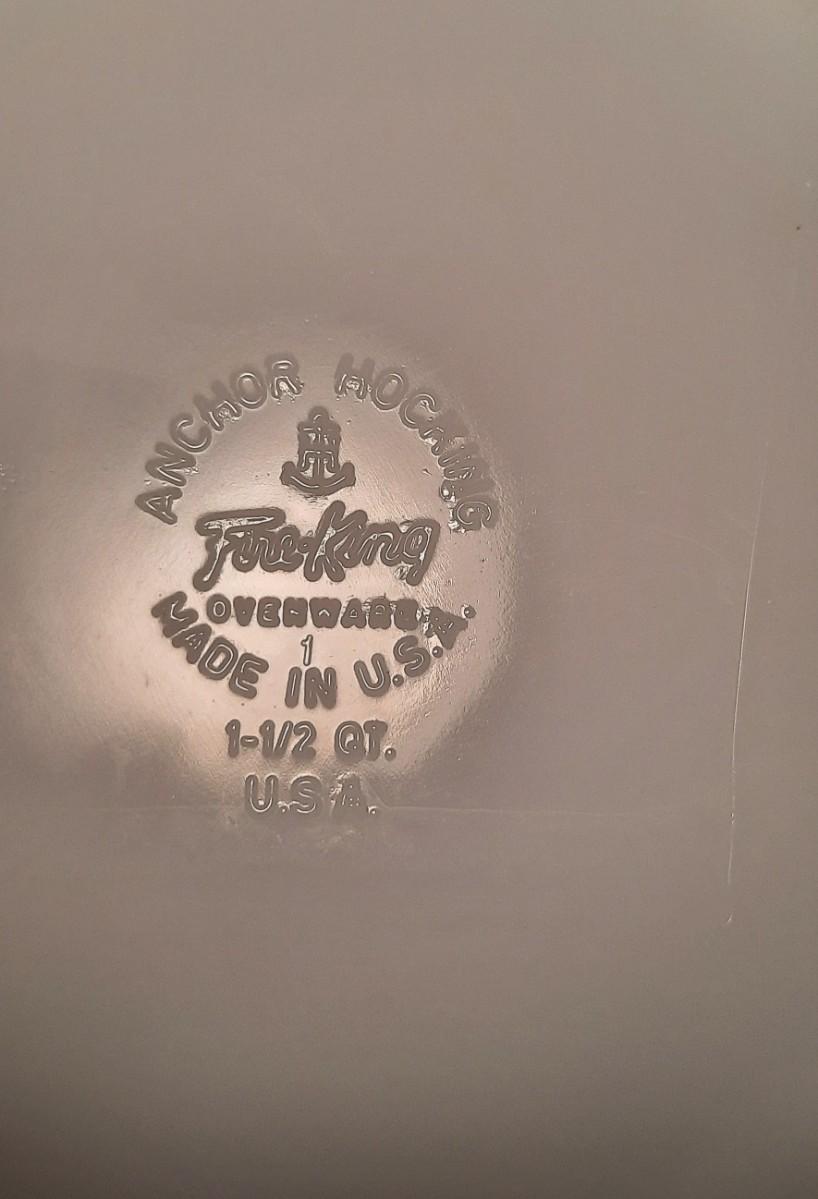 ANCHOR HOCKING
Fire-King
OVENWARE
1
MADE IN U.S.A.
1-1/2 QT.
U.S.A.